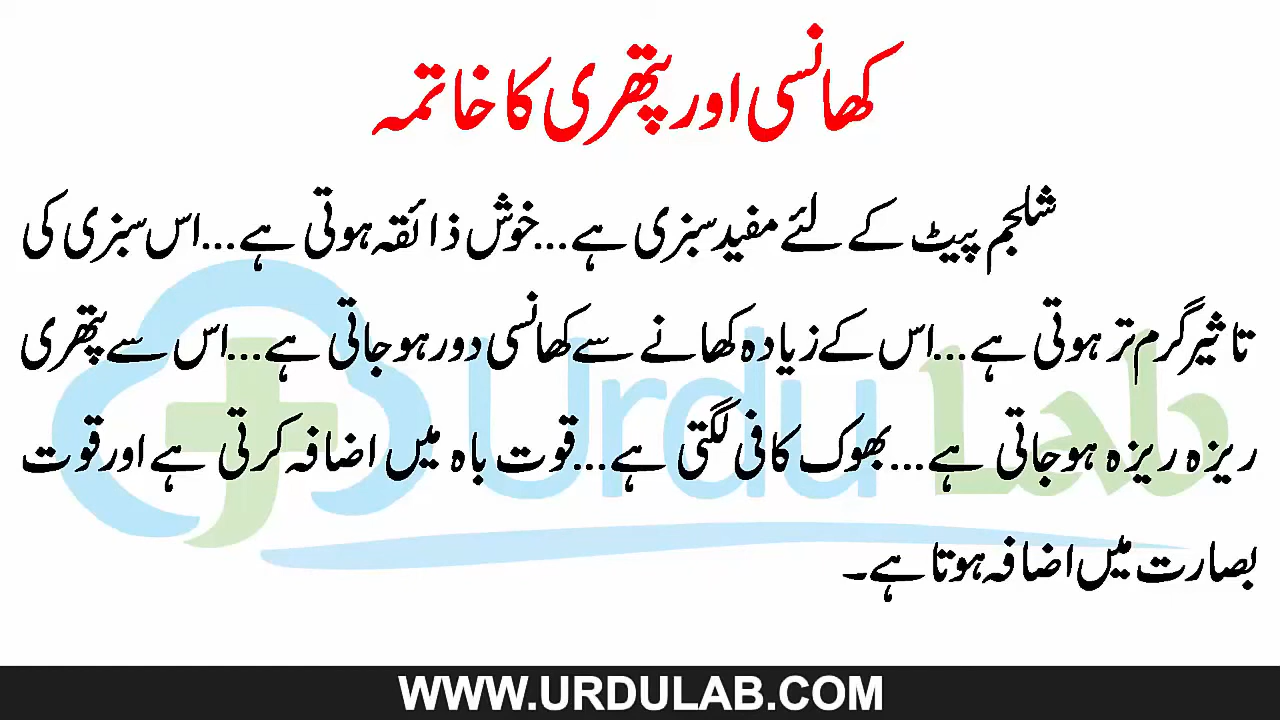 کھانسی اور پتھری کا خاتمہ
شلجم پیٹ کے لئے مفید سبزی ہے...خوش ذائقہ ہوتی ہے...اس سبزی کی
تاثیر گرم تر ہوتی ہے...اس کے زیادہ کھانے سے کھانسی دور ہو جاتی ہے...اس سے پتھری
ریزہ ریزہ ہو جاتی ہے...بھوک کافی لگتی ہے...قوت باہ میں اضافہ کرتی ہے اور قوت
بصارت میں اضافہ ہوتا ہے۔
Urdu Lab
WWW.URDULAB.COM